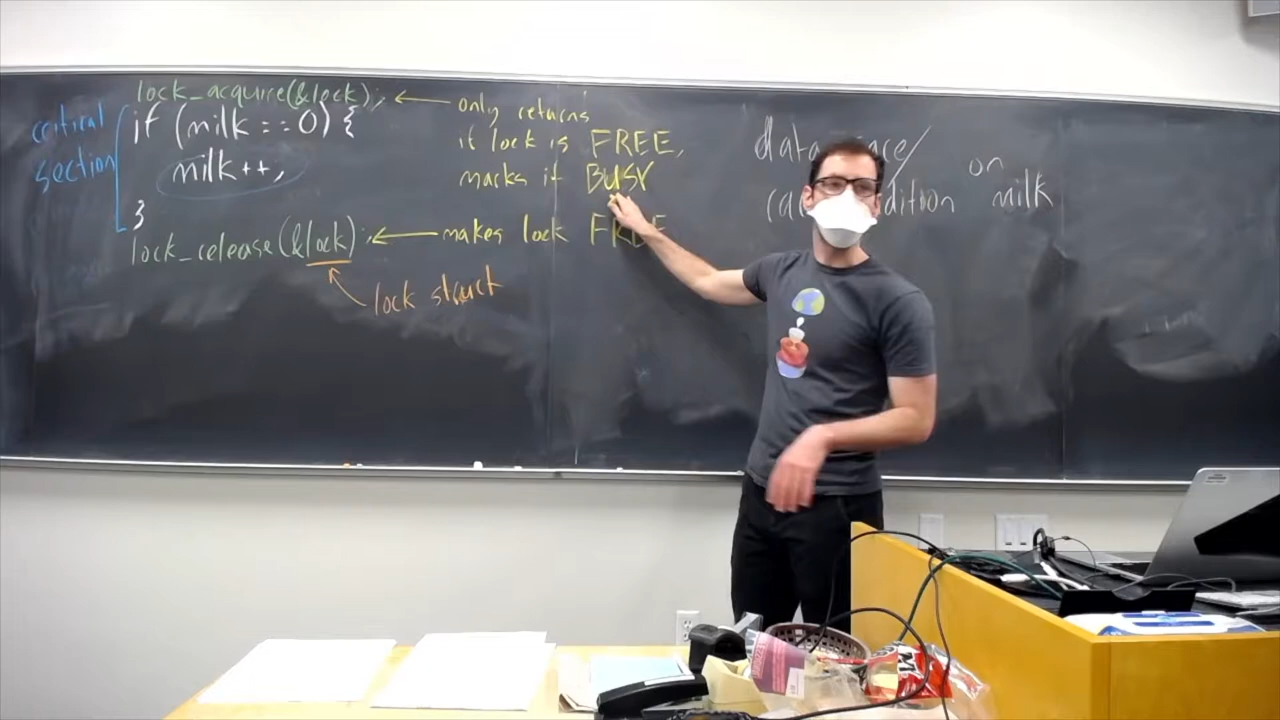 lock_acquire(&lock);
if (milk == 0) {
milk++;
}
lock_release(&lock);
critical
section
only returns
if lock is FREE,
marks it BUSY
makes lock FREE
lock struct
data race/
dition
on
milk